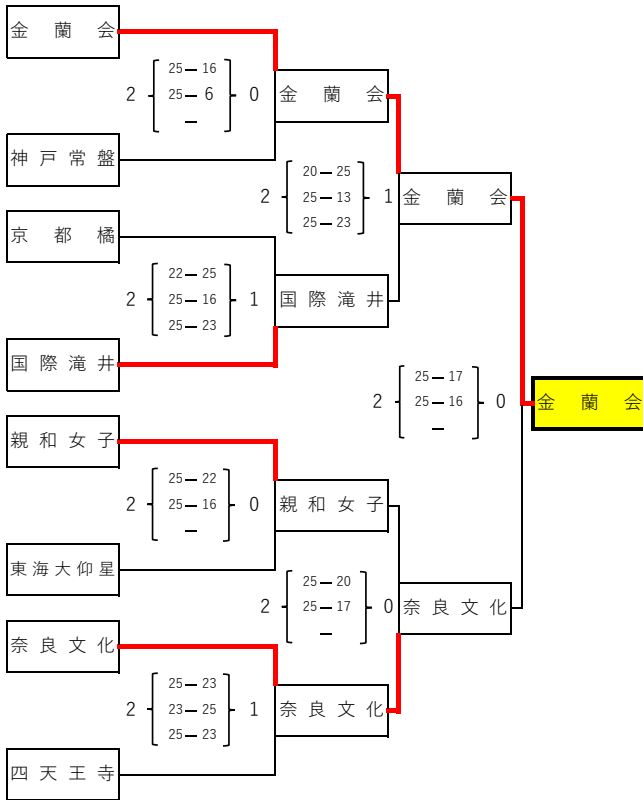 金蘭会
25 — 16
2 25 — 6 0
—
神戸常盤
金蘭会
京都橘
22 — 25
2 25 — 16 1
25 — 23
国際滝井
国際滝井
20 — 25
2 25 — 13 1
25 — 23
金蘭会
親和女子
25 — 22
2 25 — 16 0
—
東海大仰星
親和女子
奈良文化
25 — 23
2 23 — 25 1
25 — 23
四天王寺
奈良文化
25 — 20
2 25 — 17 0
—
奈良文化
25 — 17
2 25 — 16 0
—
金蘭会